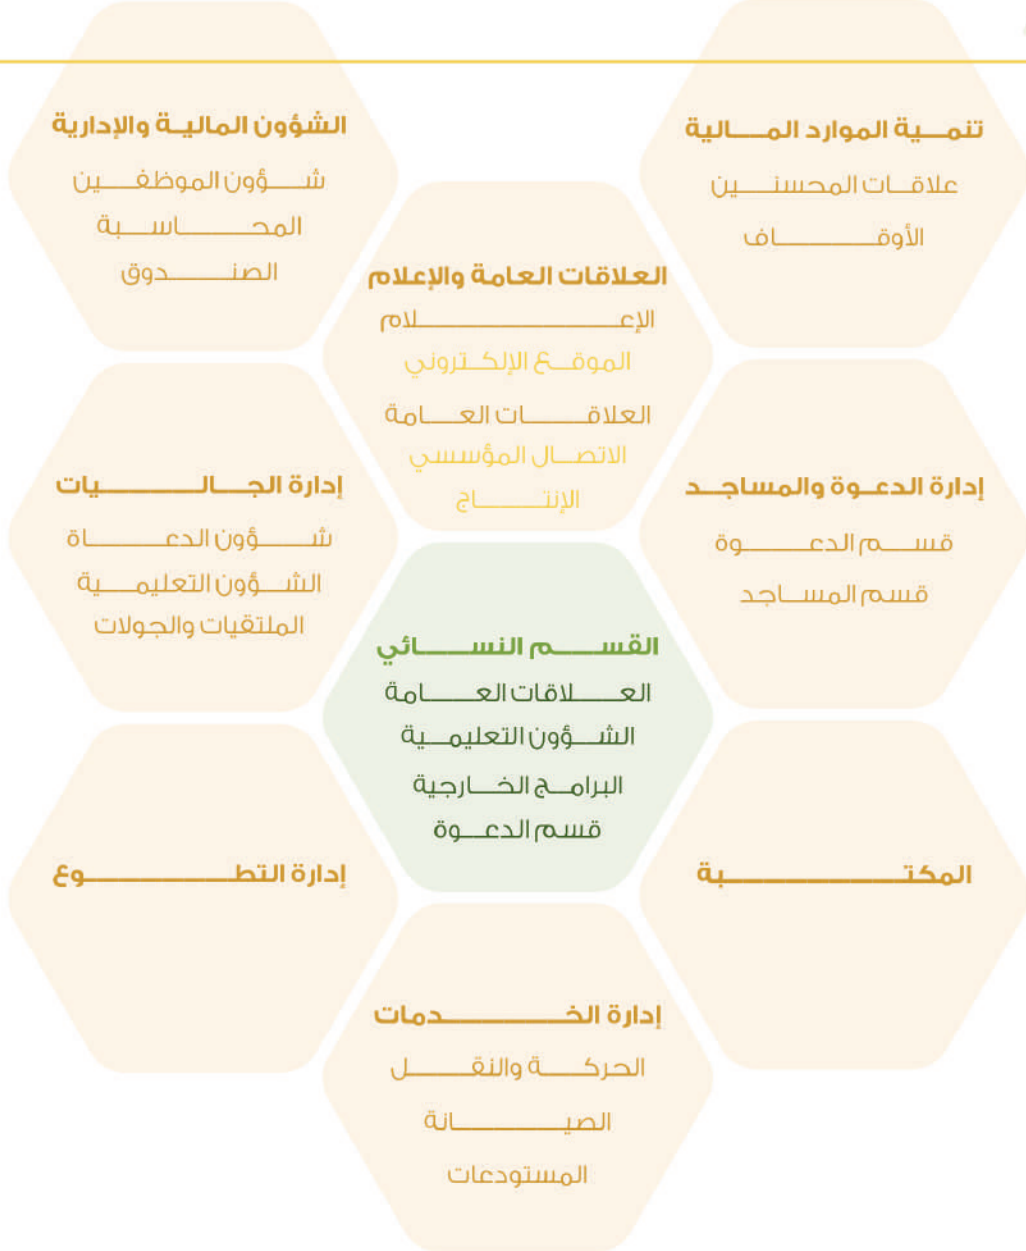 تنمية الموارد المالية
علاقات المحسنين
الأوقاف
الشؤون المالية والإدارية
شؤون الموظفين
المحاسبة
الصندوق
العلاقات العامة والإعلام
الإعلام
الموقع الإلكتروني
العلاقات العامة
الاتصال المؤسسي
الإنتاج
إدارة الدعوة والمساجد
قسم الدعوة
قسم المساجد
إدارة الجاليات
شؤون الدعاة
الشؤون التعليمية
الملتقيات والجولات
القسم النسائي
العلاقات العامة
الشؤون التعليمية
البرامج الخارجية
قسم الدعوة
المكتبة
إدارة التطوع
إدارة الخدمات
الحركة والنقل
الصيانة
المستودعات